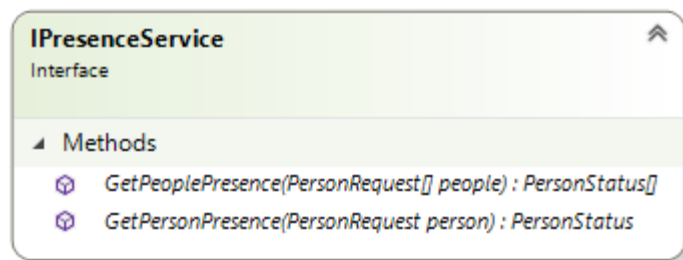 IPresenceService
Interface
Methods
GetPeoplePresence(PersonRequest[] people) : PersonStatus[]
GetPersonPresence(PersonRequest person) : PersonStatus